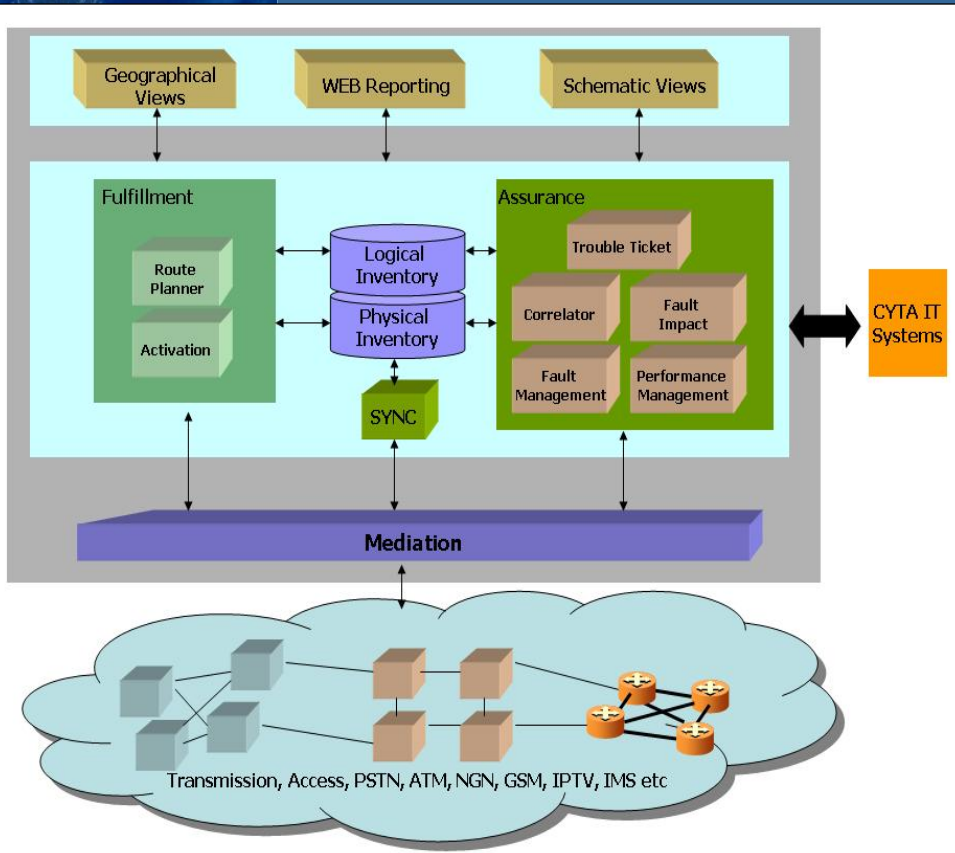 Geographical
Views
WEB Reporting
Schematic Views
Fulfillment
Route
Planner
Activation
Logical
Inventory
Physical
Inventory
SYNC
Assurance
Trouble Ticket
Correlator
Fault
Impact
Fault
Management
Performance
Management
CYTA IT
Systems
Mediation
Transmission, Access, PSTN, ATM, NGN, GSM, IPTV, IMS etc